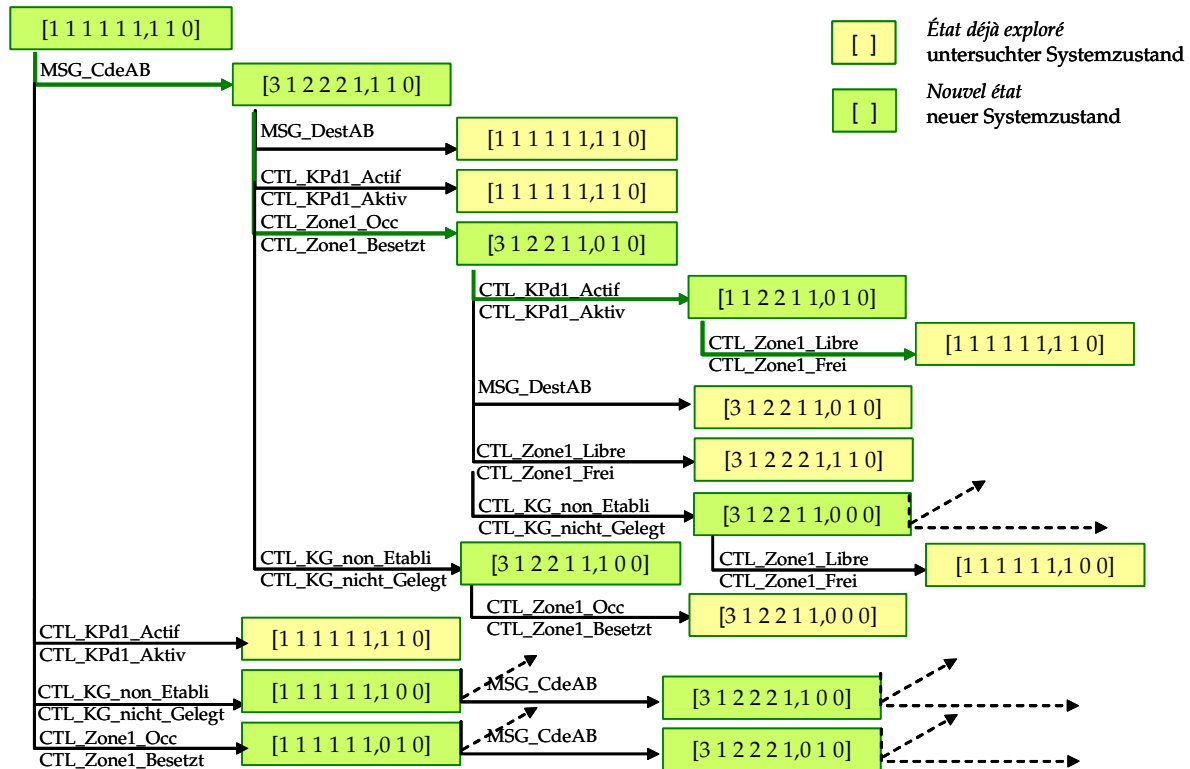 [1 1 1 1 1 1,1 1 0]
[ ]
État déjà exploré
untersuchter Systemzustand
MSG_CdeAB
[3 1 2 2 2 1,1 1 0]
[ ]
Nouvel état
neuer Systemzustand
MSG_DestAB
[1 1 1 1 1 1,1 1 0]
CTL_KPd1_Actif
CTL_KPd1_Aktiv
[1 1 1 1 1 1,1 1 0]
CTL_Zone1_Occ
CTL_Zone1_Besetzt
[3 1 2 2 1 1,0 1 0]
CTL_KPd1_Actif
CTL_KPd1_Aktiv
[1 1 2 2 1 1,0 1 0]
CTL_Zone1_Libre
CTL_Zone1_Frei
[1 1 1 1 1 1,1 1 0]
MSG_DestAB
[3 1 2 2 1 1,0 1 0]
CTL_Zone1_Libre
CTL_Zone1_Frei
[3 1 2 2 2 1,1 1 0]
CTL_KG_non_Etabli
CTL_KG_nicht_Gelegt
[3 1 2 2 1 1,0 0 0]
CTL_Zone1_Libre
CTL_Zone1_Frei
[1 1 1 1 1 1,1 0 0]
CTL_KG_non_Etabli
CTL_KG_nicht_Gelegt
[3 1 2 2 1 1,1 0 0]
CTL_Zone1_Occ
CTL_Zone1_Besetzt
[3 1 2 2 1 1,0 0 0]
CTL_KPd1_Actif
CTL_KPd1_Aktiv
[1 1 1 1 1 1,1 1 0]
CTL_KG_non_Etabli
CTL_KG_nicht_Gelegt
[1 1 1 1 1 1,1 0 0]
MSG_CdeAB
[3 1 2 2 2 1,1 0 0]
CTL_Zone1_Occ
CTL_Zone1_Besetzt
[1 1 1 1 1 1,0 1 0]
MSG_CdeAB
[3 1 2 2 2 1,0 1 0]